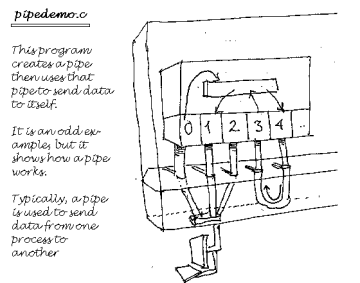 pipedemo.c
This program
creates a pipe
then uses that
pipe to send data
to itself.
It is an odd ex-
ample, but it
shows how a pipe
works.
Typically, a pipe
is used to send
data from one
process to
another
0 1 2 3 4